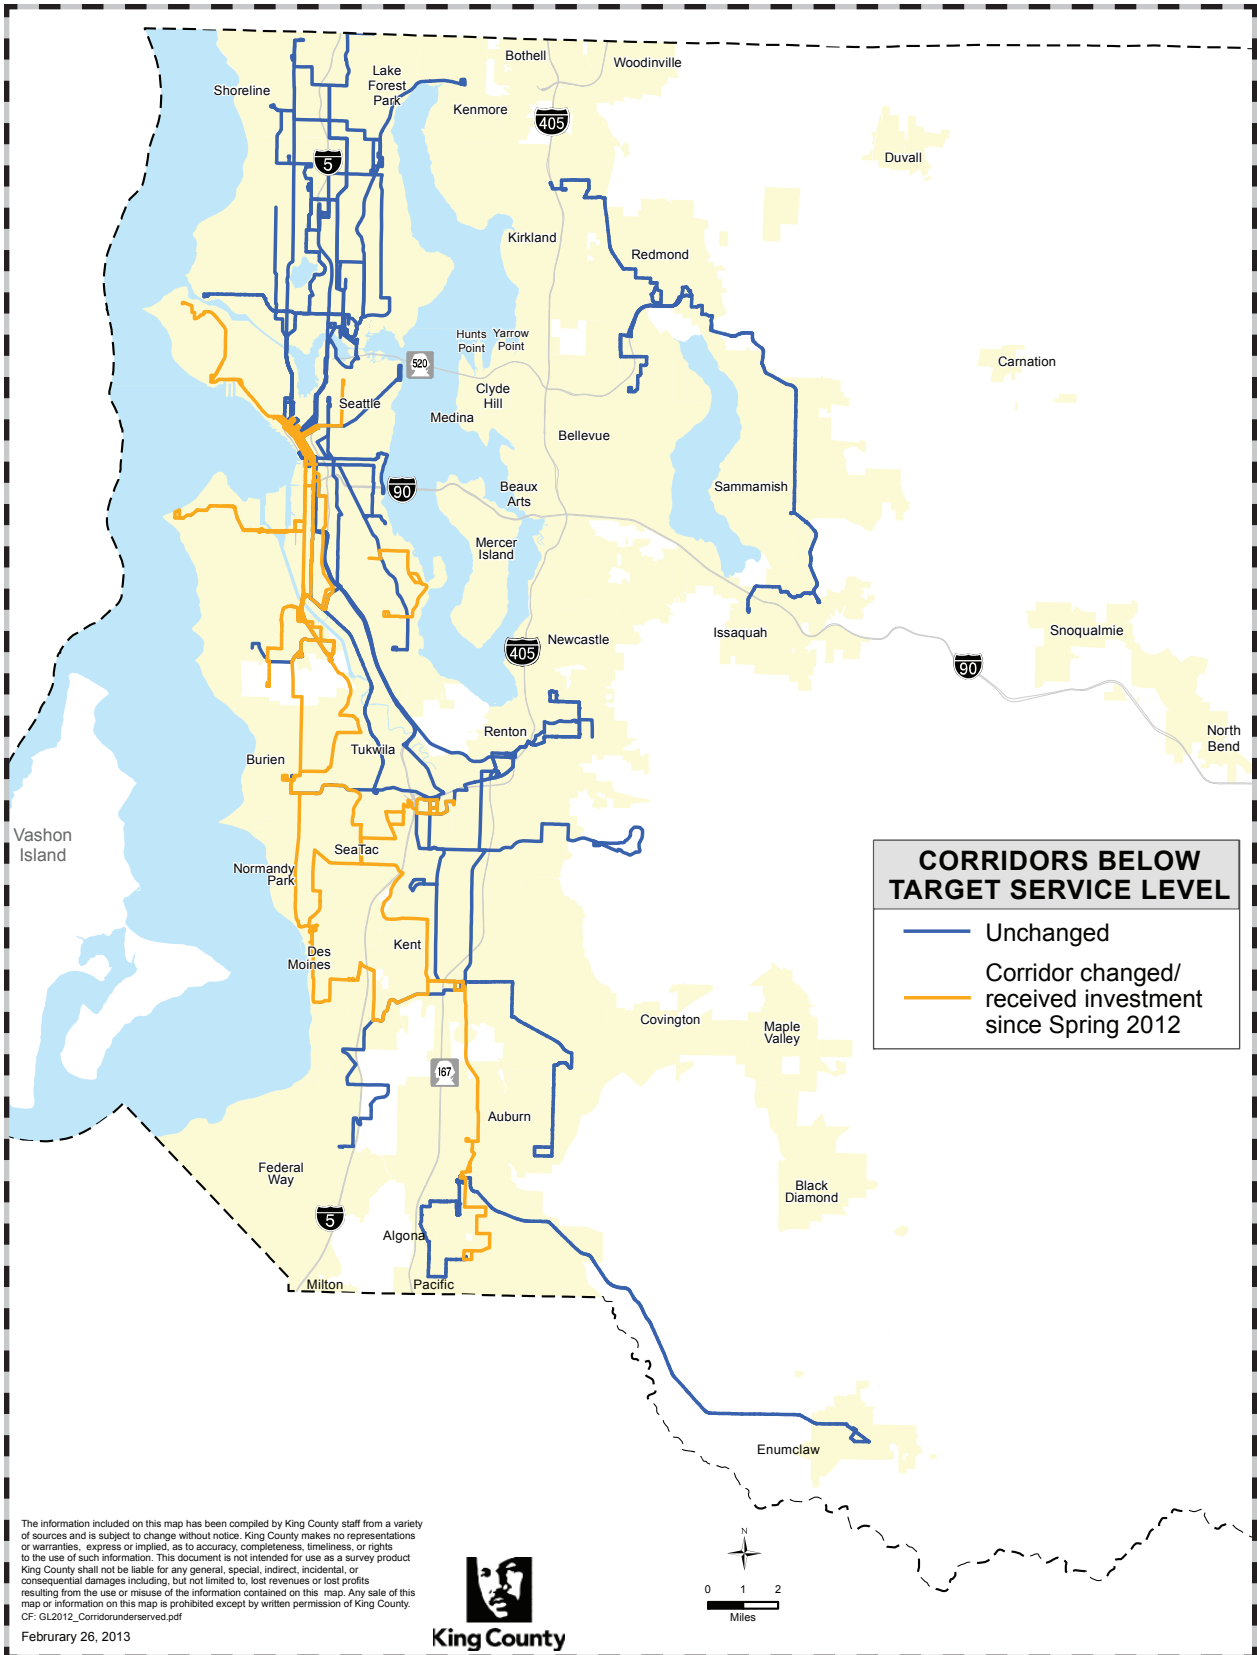 Bothell
Woodinville
Lake
Forest
Park
Shoreline
Kenmore
405
5
Duvall
Kirkland
Redmond
Hunts
Point
Yarrow
Point
520
Carnation
Clyde
Hill
Seattle
Medina
Bellevue
90
Beaux
Arts
Sammamish
Mercer
Island
Issaquah
Snoqualmie
Newcastle
405
90
Renton
North
Bend
Tukwila
Burien
Vashon
Island
SeaTac
Normandy
Park
Kent
Des
Moines
CORRIDORS BELOW
TARGET SERVICE LEVEL
Unchanged
Corridor changed/
received investment
since Spring 2012
Covington
Maple
Valley
167
Auburn
Federal
Way
Black
Diamond
5
Algona
Milton
Pacific
Enumclaw
The information included on this map has been compiled by King County staff from a variety
of sources and is subject to change without notice. King County makes no representations
or warranties, express or implied, as to accuracy, completeness, timeliness, or rights
to the use of such information. This document is not intended for use as a survey product
King County shall not be liable for any general, special, indirect, incidental, or
consequential damages including, but not limited to, lost revenues or lost profits
resulting from the use or misuse of the information contained on this map. Any sale of this
map or information on this map is prohibited except by written permission of King County.
CF: GL2012_Corridorunderserved.pdf
Februrary 26, 2013
King County
N
0 1 2
Miles